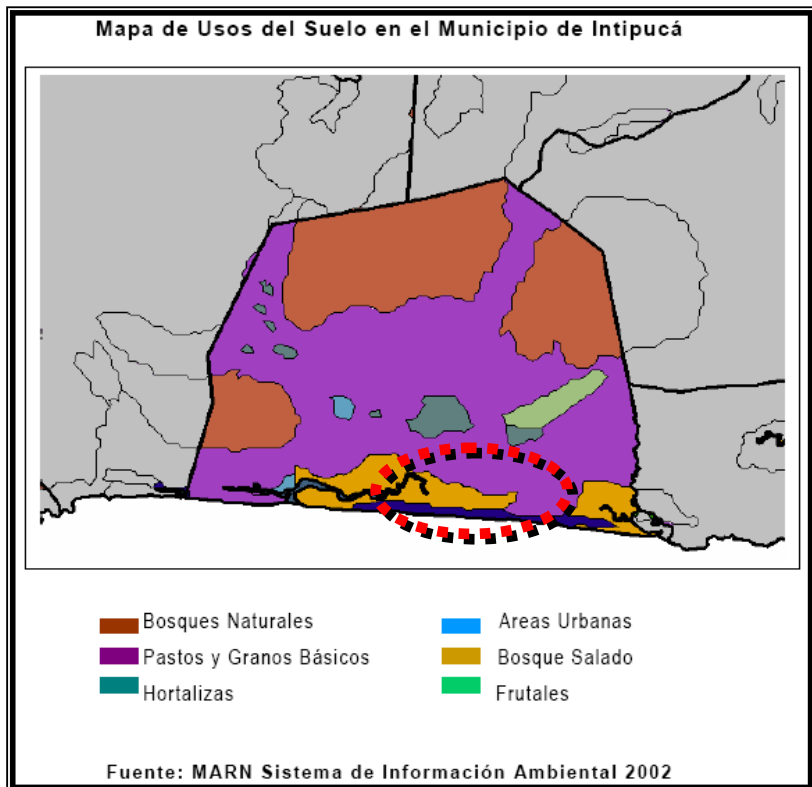 Mapa de Usos del Suelo en el Municipio de Intipucá
Bosques Naturales
Pastos y Granos Básicos
Hortalizas
Areas Urbanas
Bosque Salado
Frutales
Fuente: MARN Sistema de Información Ambiental 2002